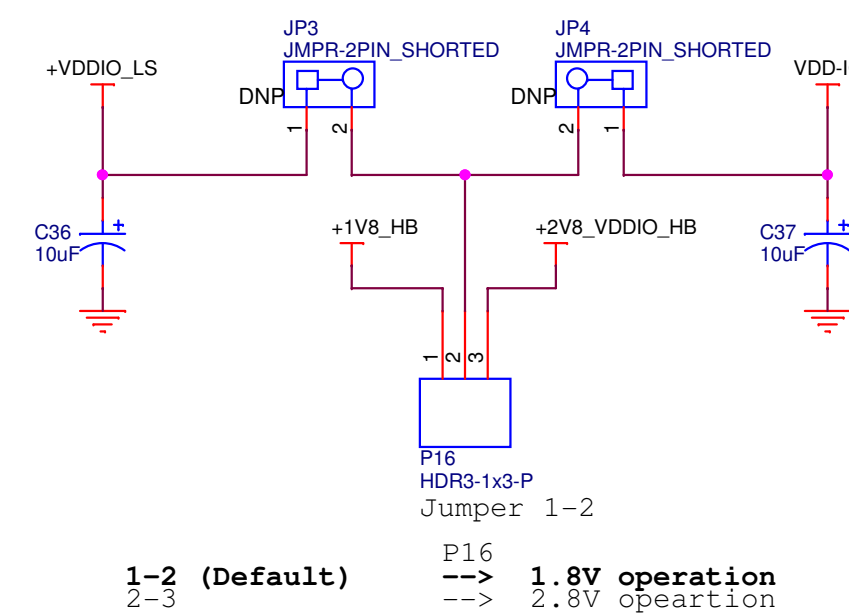 JP3
JMPR-2PIN_SHORTED
JP4
JMPR-2PIN_SHORTED
+VDDIO_LS
VDD-I
DNP
DNP
1
2
2
1
C36
10uF
+
+1V8_HB
+2V8_VDDIO_HB
C37
10uF
+
1
2
3
P16
HDR3-1x3-P
Jumper 1-2
P16
1-2 (Default) --> 1.8V operation
2-3 --> 2.8V opeartion